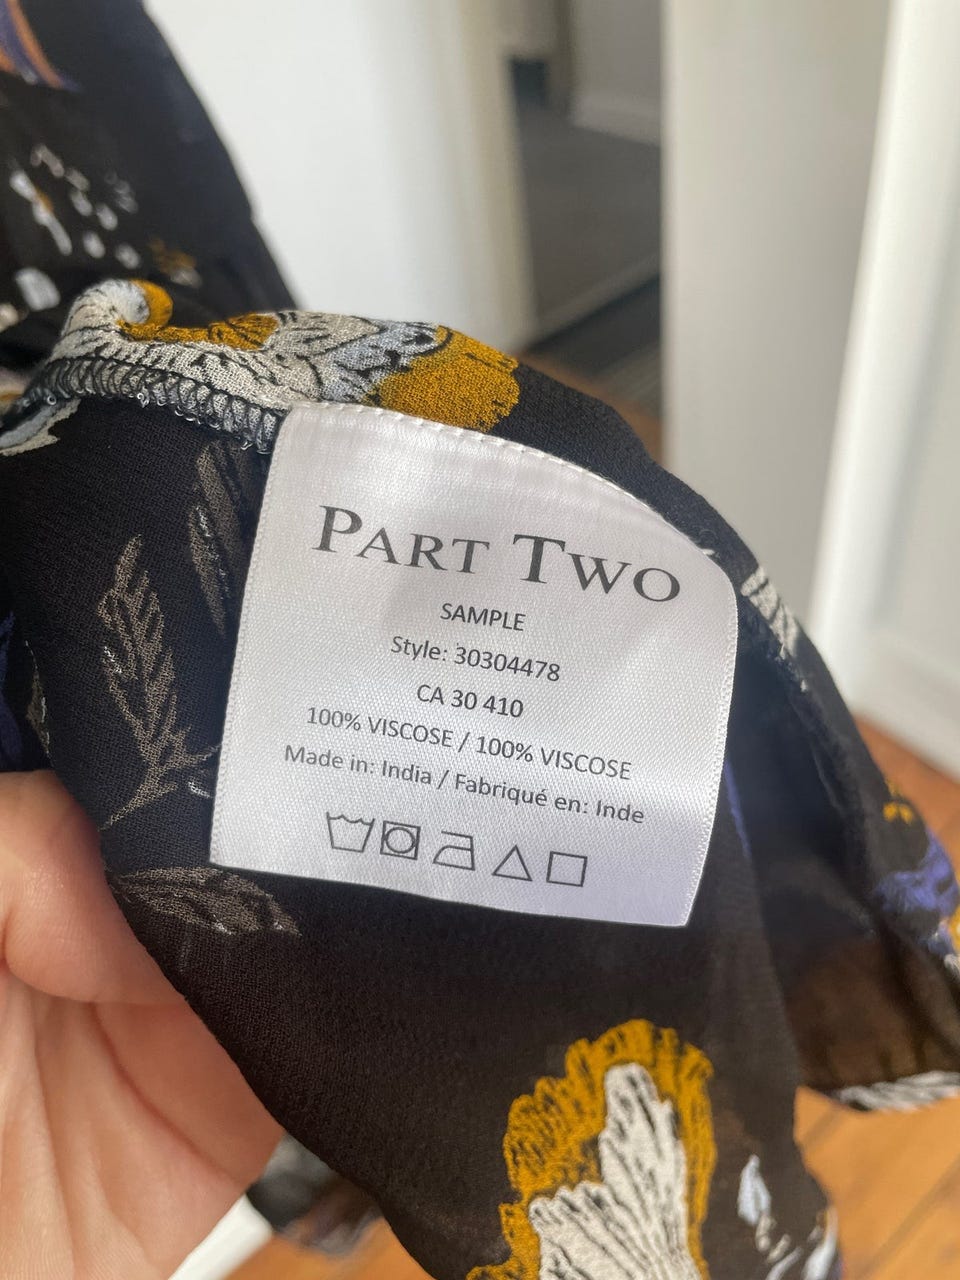 PART TWO
SAMPLE
Style: 30304478
CA 30 410
100% VISCOSE / 100% VISCOSE
Made in: India / Fabriqué en: Inde